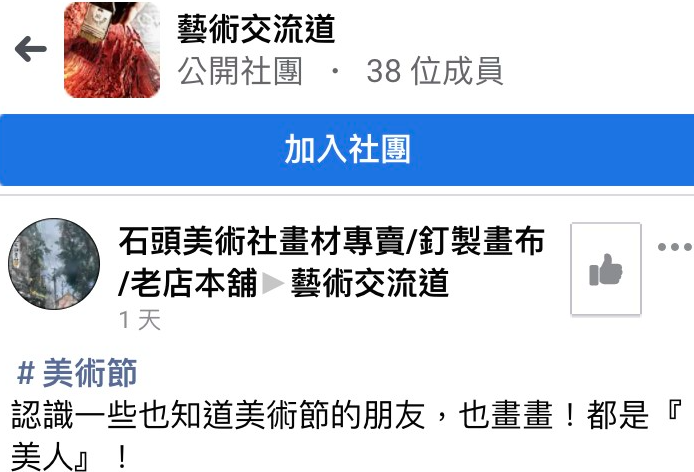 藝術交流道
公開社團 · 38 位成員
加入社團
石頭美術社畫材專賣/釘製畫布
/老店本舖▶藝術交流道
1 天
# 美術節
認識一些也知道美術節的朋友，也畫畫！都是『
美人』！